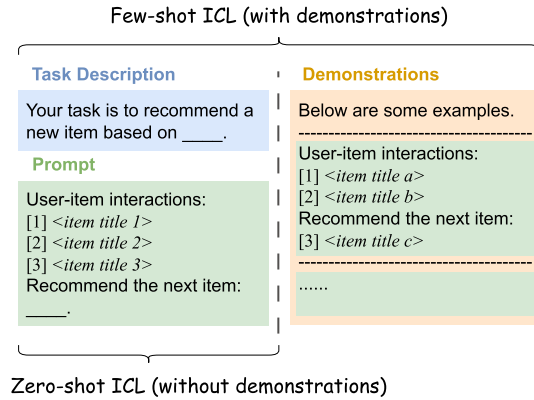 Few-shot ICL (with demonstrations)
Task Description
Your task is to recommend a
new item based on ____.
Prompt
User-item interactions:
[1] <item title 1>
[2] <item title 2>
[3] <item title 3>
Recommend the next item:
____.
Demonstrations
Below are some examples.
User-item interactions:
[1] <item title a>
[2] <item title b>
Recommend the next item:
[3] <item title c>
......
Zero-shot ICL (without demonstrations)